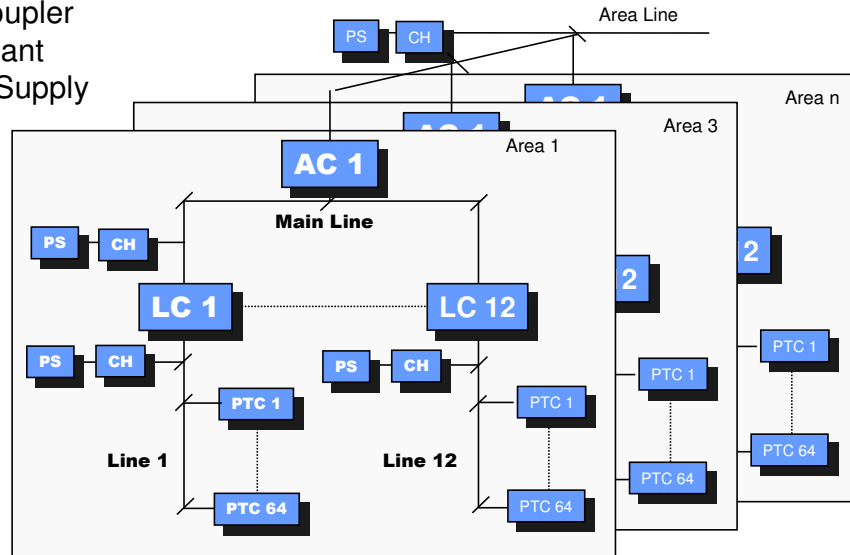 oupler
ant
Supply
Area Line
PS
CH
Area n
Area 3
Area 1
AC 1
Main Line
PS
CH
LC 1
LC 12
2
2
PS
CH
PS
CH
PTC 1
PTC 1
PTC 1
PTC 1
Line 1
Line 12
PTC 64
PTC 64
PTC 64
PTC 64